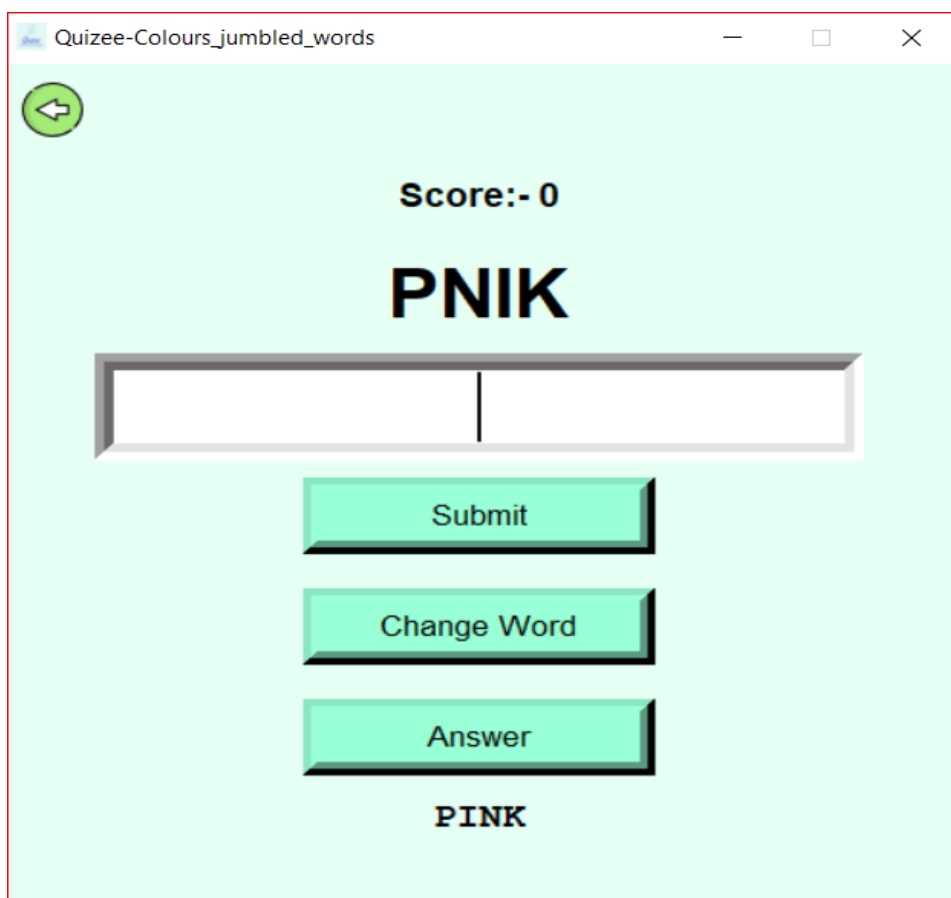 Quizee-Colours_jumbled_words
Score:- 0
PNIK
Submit
Change Word
Answer
PINK